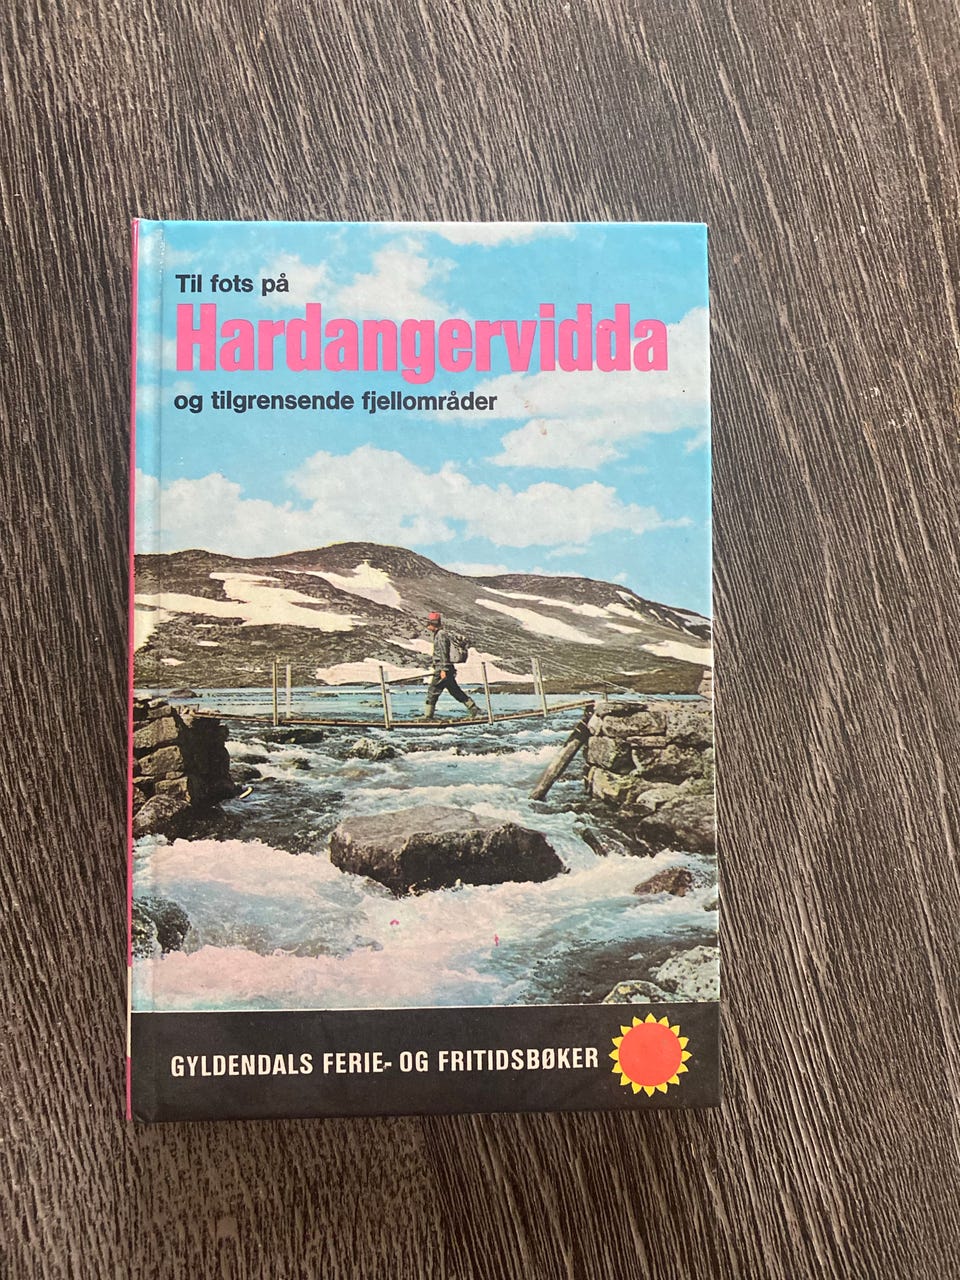 Til fots på
Hardangervidda
og tilgrensende fjellområder
GYLDENDALS FERIE- OG FRITIDSBØKER